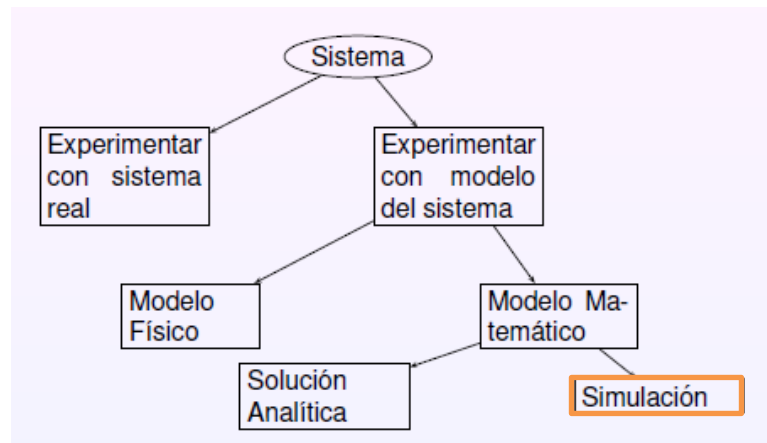 Sistema
Experimentar
con sistema
real
Experimentar
con modelo
del sistema
Modelo
Físico
Modelo Ma-
temático
Solución
Analítica
Simulación